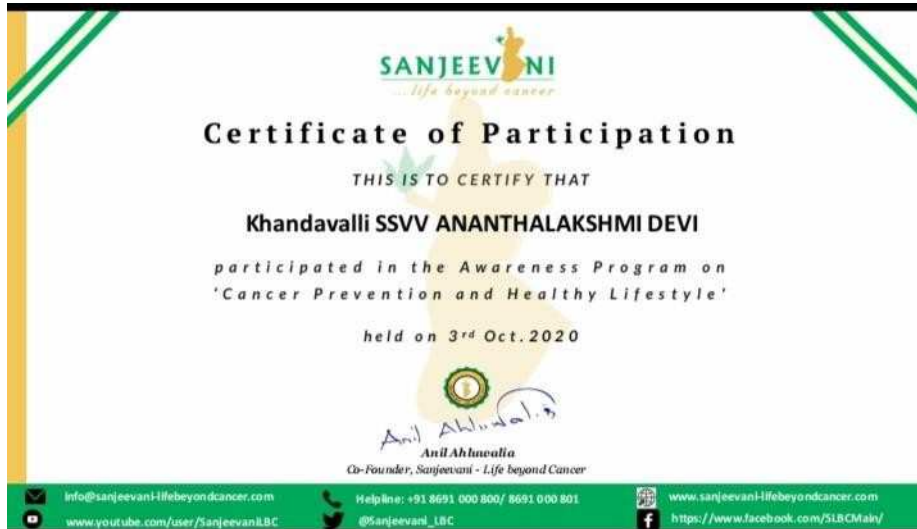 SANJEEVANI
...life beyond cancer
Certificate of Participation
THIS IS TO CERTIFY THAT
Khandavalli SSVV ANANTHALAKSHMI DEVI
participated in the Awareness Program on
'Cancer Prevention and Healthy Lifestyle'
held on 3rd Oct.2020
Anil Ahluwalia
Anil Ahluwalia
Co-Founder, Sanjeevani - Life beyond Cancer
info@sanjeevani-lifebeyondcancer.com
Helpline: +91 8691 000 800/ 8691 000 801
www.sanjeevani-lifebeyondcancer.com
www.youtube.com/user/SanjeevaniLBC
@Sanjeevani_LBC
https://www.facebook.com/SLBCMain/